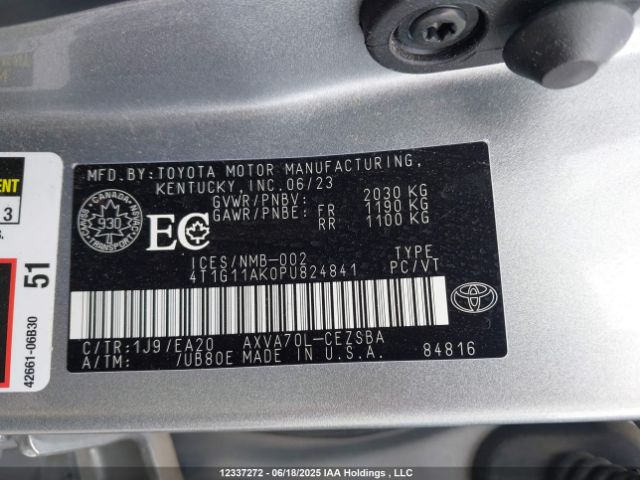 MFD.BY:TOYOTA MOTOR MANUFACTURING,
KENTUCKY,INC.06/23
GVWR/PNBV: 2030 KG
GAWR/PNBE: FR 1190 KG
RR 1100 KG
CANADA
930
TRANSPORT
EC
ICES/NMB-002
4T1G11AK0PU824841
TYPE
PC/VT
C/TR:1J9/EA20 AXVA70L-CEZSBA
A/TM: /UB80E MADE IN U.S.A. 84816
ENT
3
51
42661-06B30
12337272 - 06/18/2025 IAA Holdings , LLC